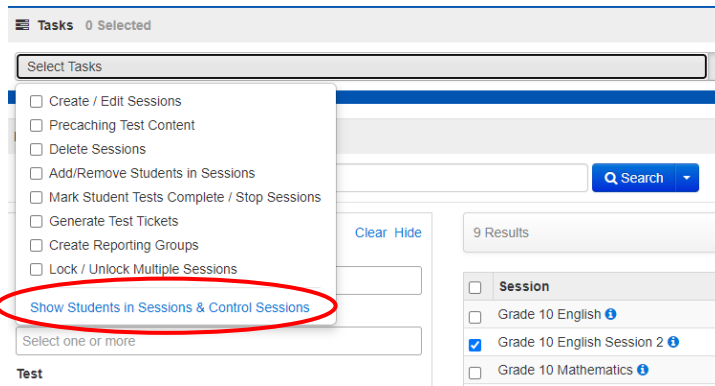 Tasks 0 Selected
Select Tasks
Create / Edit Sessions
Precaching Test Content
Delete Sessions
Add/Remove Students in Sessions
Mark Student Tests Complete / Stop Sessions
Generate Test Tickets
Create Reporting Groups
Lock / Unlock Multiple Sessions
Show Students in Sessions & Control Sessions
Search
Clear Hide
Select one or more
Test
9 Results
Session
Grade 10 English
Grade 10 English Session 2
Grade 10 Mathematics